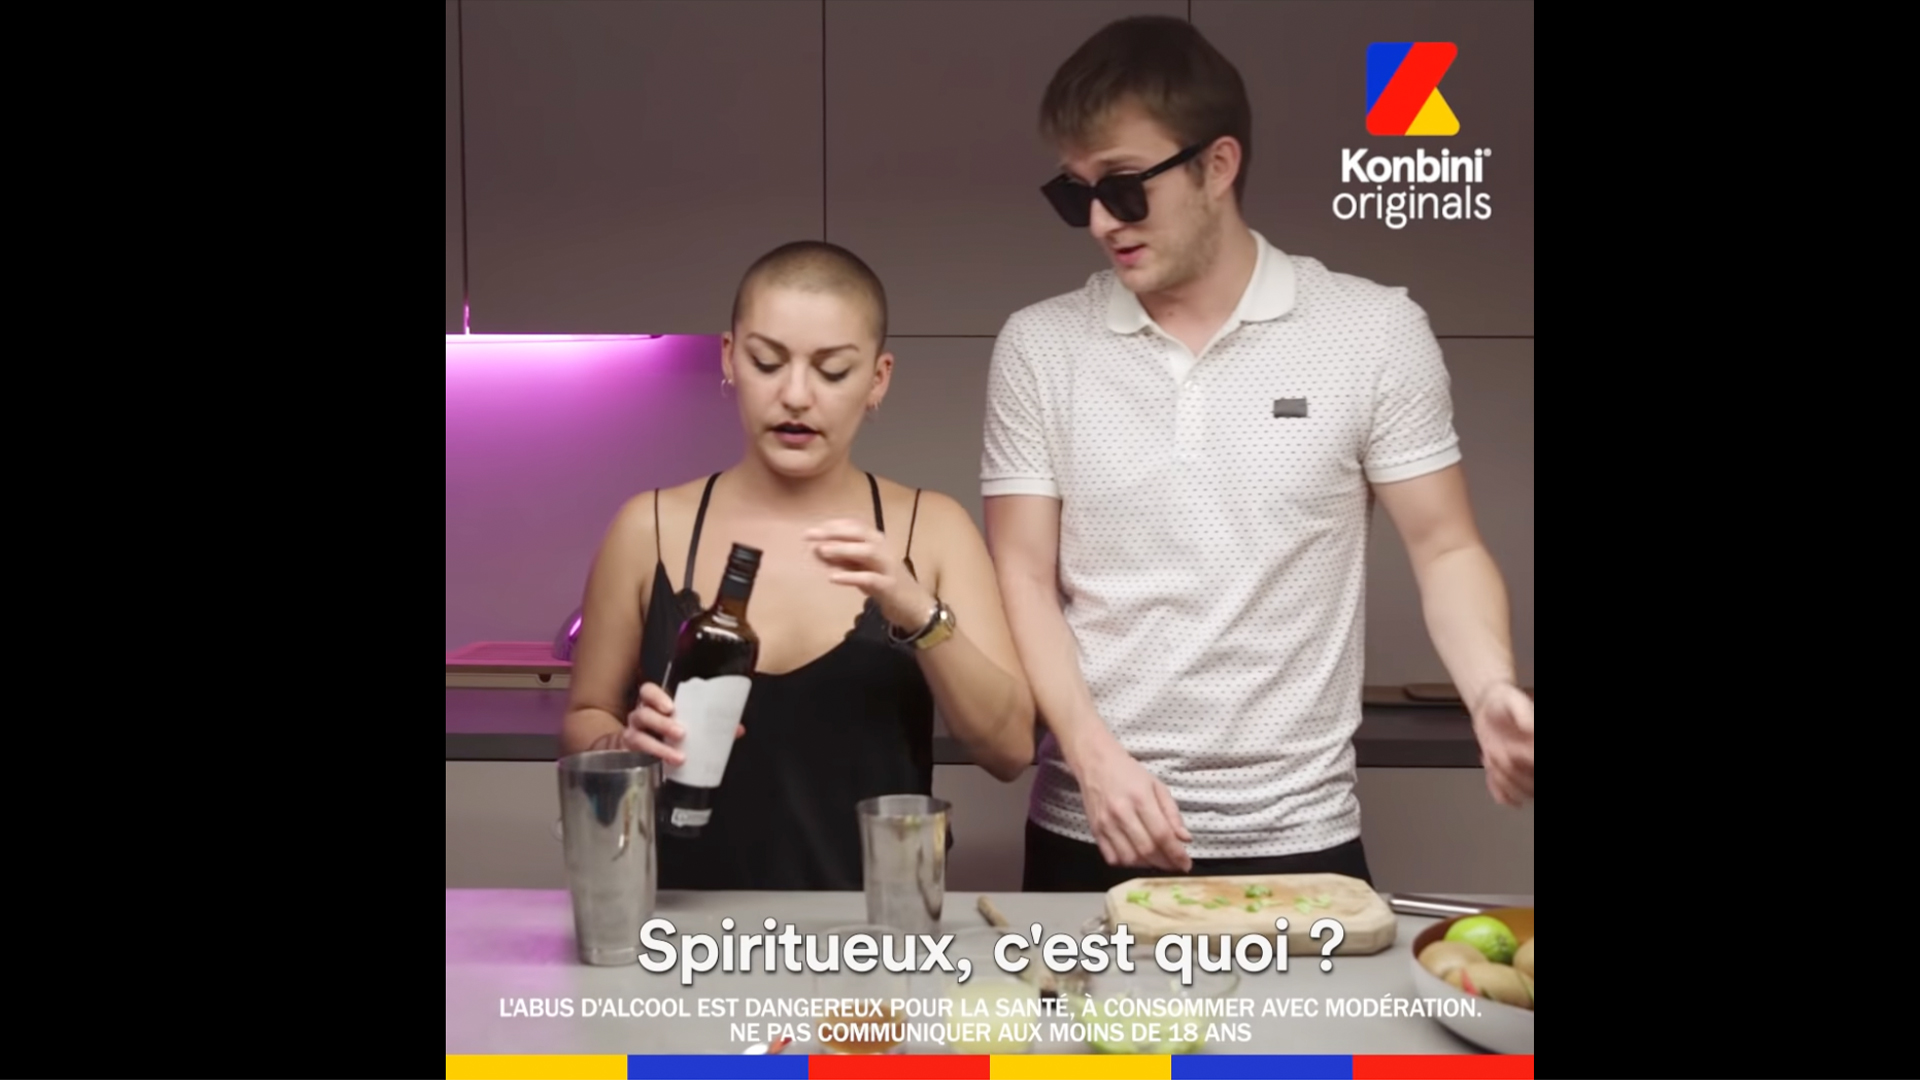 Konbini
originals
Spiritueux, c'est quoi ?
L'ABUS D'ALCOOL EST DANGEREUX POUR LA SANTÉ, À CONSOMMER AVEC MODÉRATION.
NE PAS COMMUNIQUER AUX MOINS DE 18 ANS